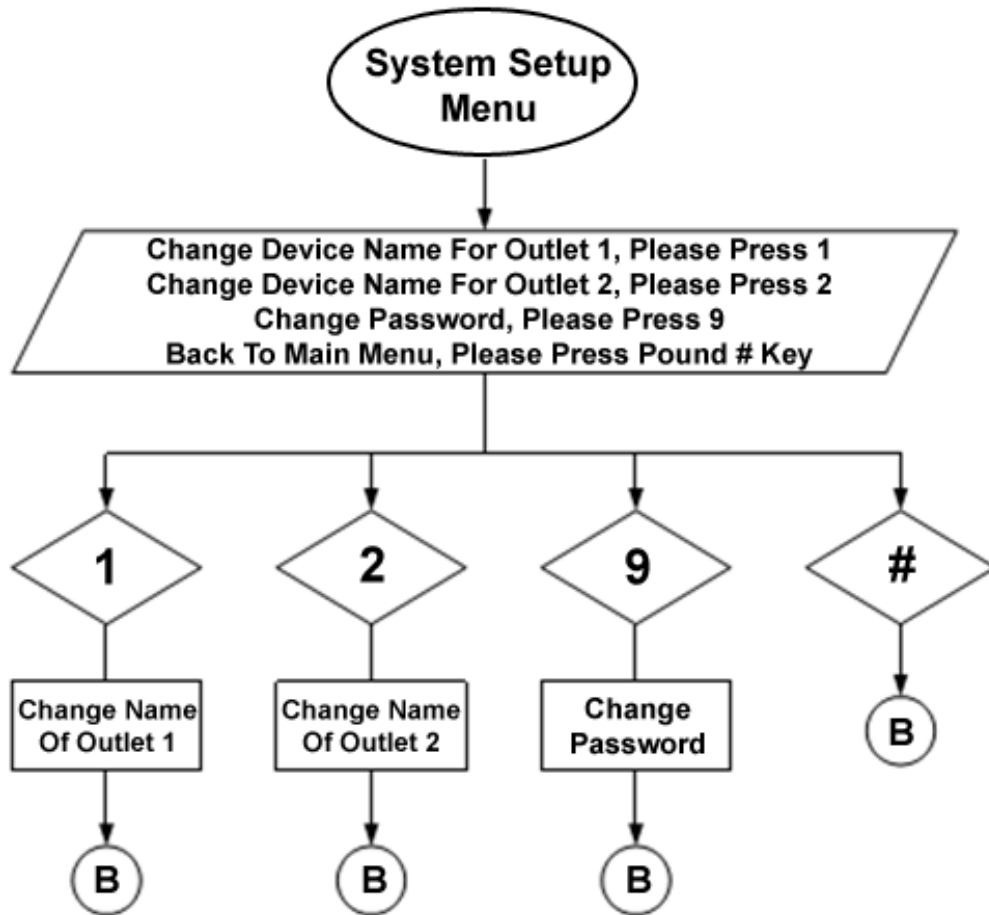 System Setup
Menu
Change Device Name For Outlet 1, Please Press 1
Change Device Name For Outlet 2, Please Press 2
Change Password, Please Press 9
Back To Main Menu, Please Press Pound # Key
1
2
9
#
Change Name
Of Outlet 1
Change Name
Of Outlet 2
Change
Password
B
B
B
B